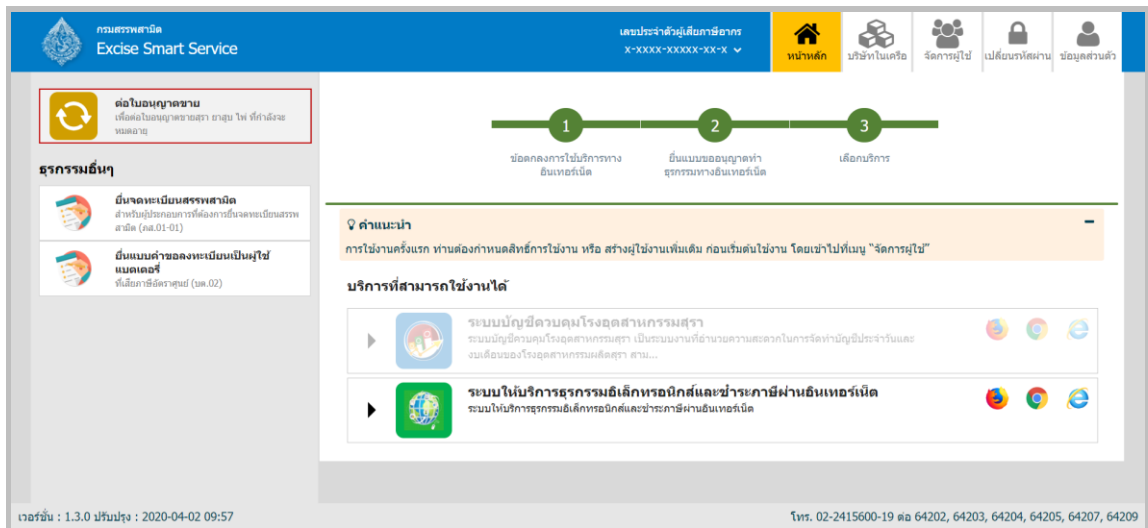 กรมสรรพสามิต
Excise Smart Service
เลขประจำตัวผู้เสียภาษีอากร
X-XXXX-XXXXX-XX-X
หน้าหลัก
บริษัทในเครือ
จัดการผู้ใช้
เปลี่ยนรหัสผ่าน
ข้อมูลส่วนตัว
ต่อใบอนุญาตขาย
เพื่อต่อใบอนุญาตขายสุรา ยาสูบ ไพ่ ที่กำลังจะ
หมดอายุ
ธุรกรรมอื่นๆ
ยื่นจดทะเบียนสรรพสามิต
สำหรับผู้ประกอบการที่ต้องการยื่นจดทะเบียนสรรพ
สามิต (ภส.01-01)
ยื่นแบบคำขอลงทะเบียนเป็นผู้ใช้
แบตเตอรี่
ที่เสียภาษีอัตราศูนย์ (บต.02)
1
2
3
ข้อตกลงการใช้บริการทาง
อินเทอร์เน็ต
ยื่นแบบขออนุญาตทำ
ธุรกรรมทางอินเทอร์เน็ต
เลือกบริการ
คำแนะนำ
การใช้งานครั้งแรก ท่านต้องกำหนดสิทธิ์การใช้งาน หรือ สร้างผู้ใช้งานเพิ่มเติม ก่อนเริ่มต้นใช้งาน โดยเข้าไปที่เมนู "จัดการผู้ใช้"
บริการที่สามารถใช้งานได้
ระบบบัญชีควบคุมโรงอุตสาหกรรมสุรา
ระบบบัญชีควบคุมโรงอุตสาหกรรมสุรา เป็นระบบงานที่อำนวยความสะดวกในการจัดทำบัญชีประจำวันและ
งบเดือนของโรงอุตสาหกรรมผลิตสุรา สาม...
ระบบให้บริการธุรกรรมอิเล็กทรอนิกส์และชำระภาษีผ่านอินเทอร์เน็ต
ระบบให้บริการธุรกรรมอิเล็กทรอนิกส์และชำระภาษีผ่านอินเทอร์เน็ต
เวอร์ชั่น : 1.3.0 ปรับปรุง : 2020-04-02 09:57
โทร. 02-2415600-19 ต่อ 64202, 64203, 64204, 64205, 64207, 64209